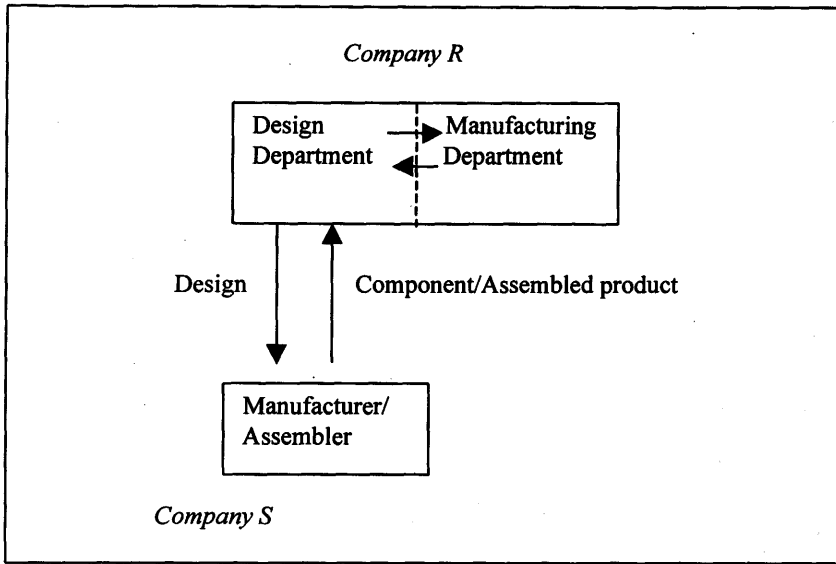 Company R
Design
Department
Manufacturing
Department
Design
Component/Assembled product
Manufacturer/
Assembler
Company S